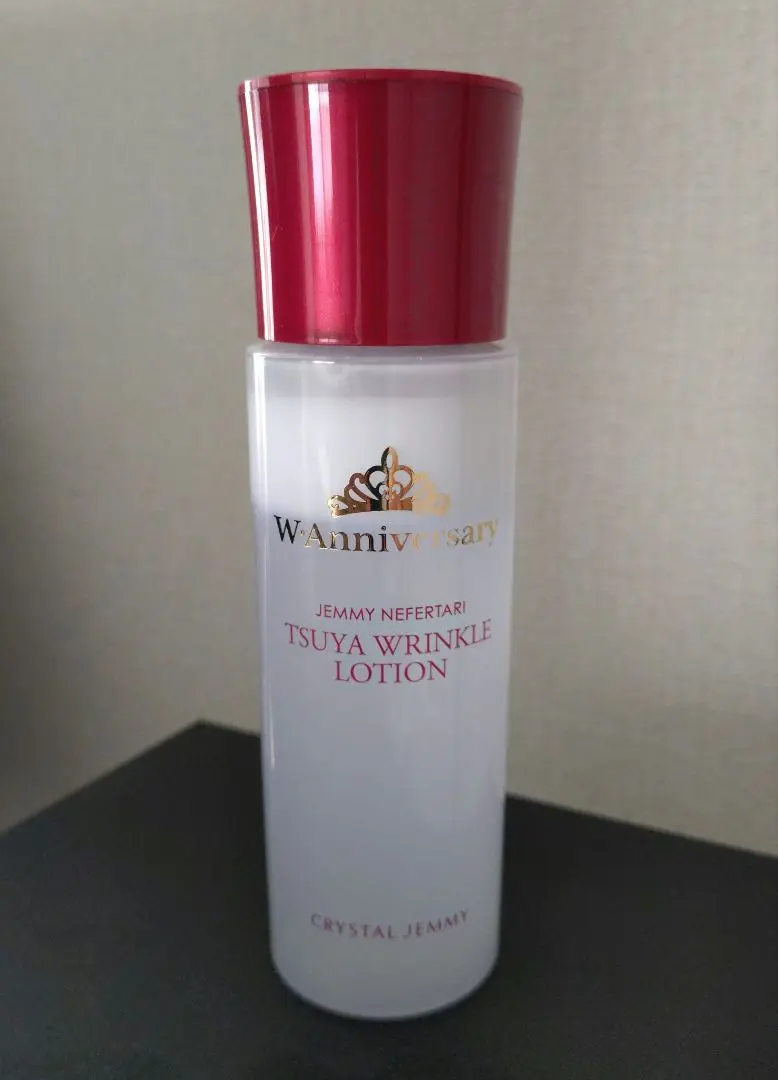 W·Anniversary
JEMMY NEFERTARI
TSUYA WRINKLE
LOTION
CRYSTAL JEMMY